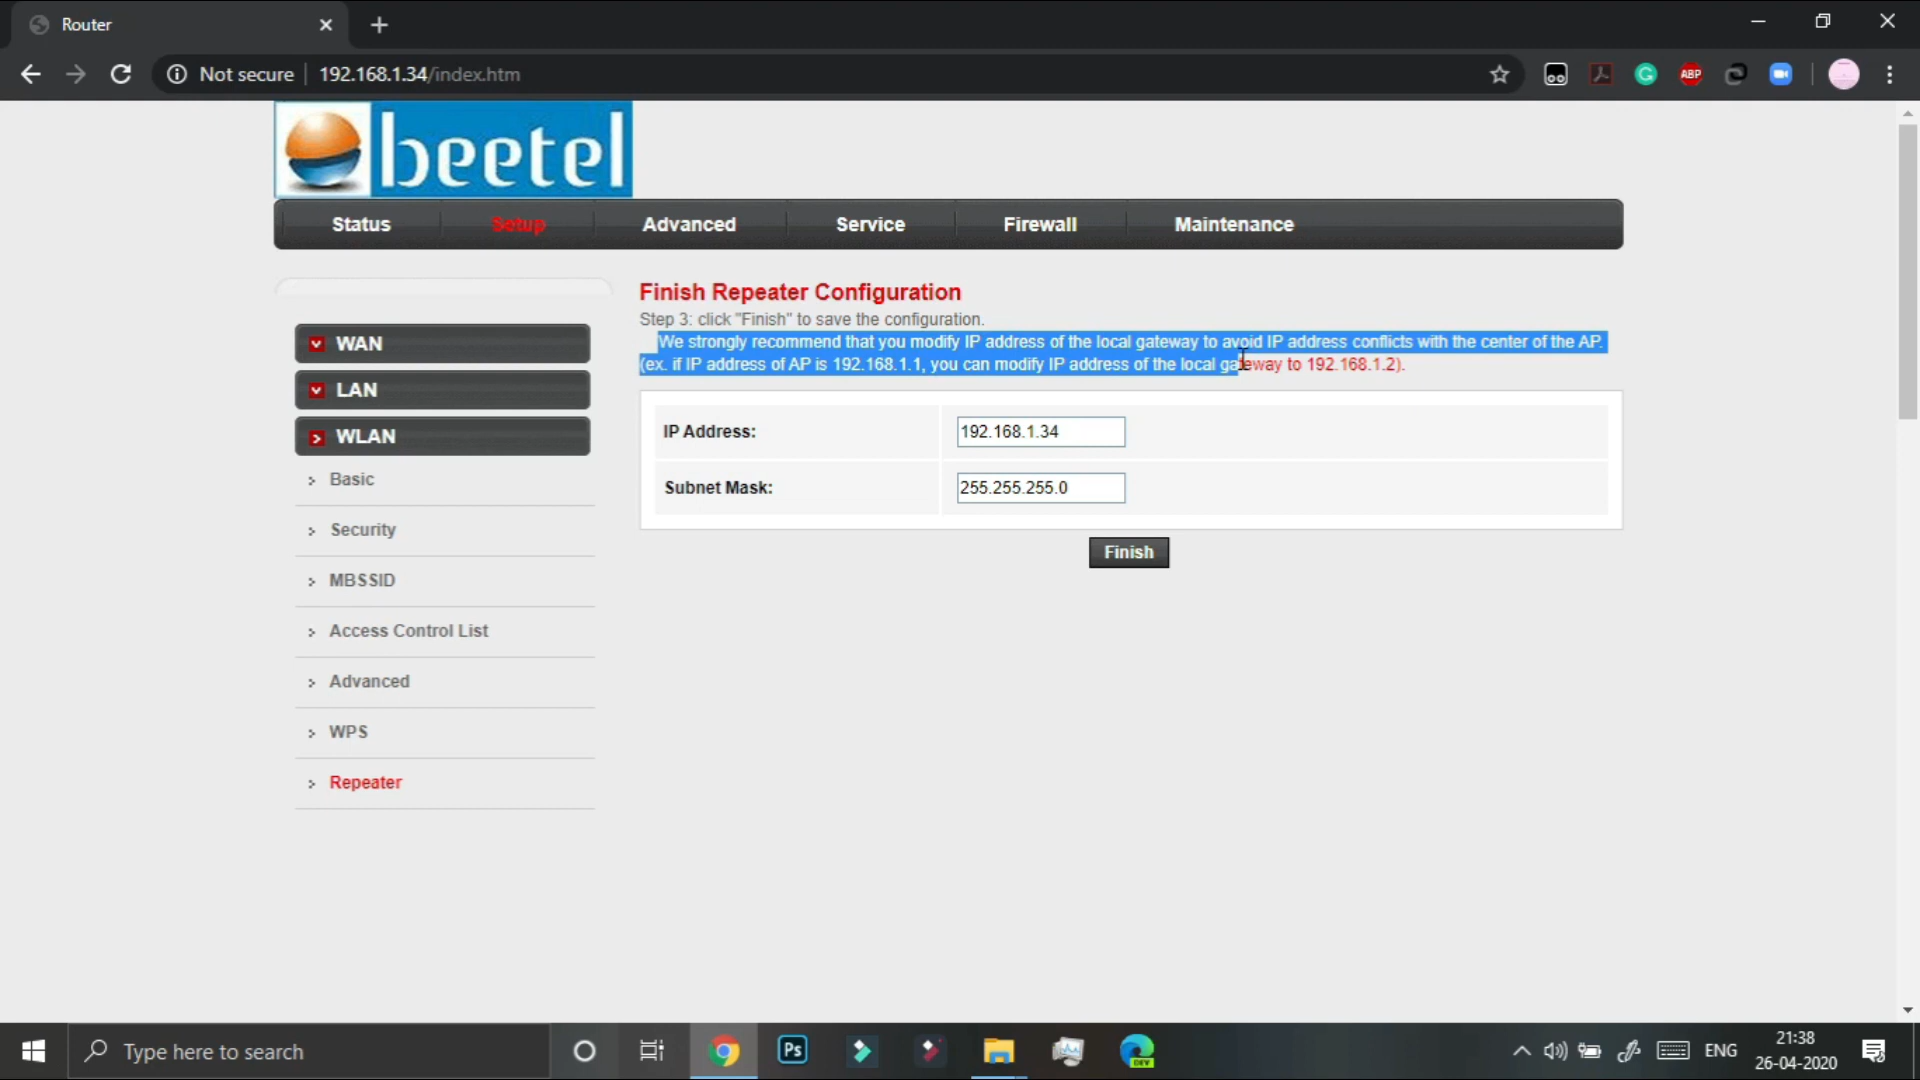 Router
Not secure
192.168.1.34/index.htm
ABP
beetel
Status
Setup
Advanced
Service
Firewall
Maintenance
WAN
LAN
WLAN
Basic
Security
MBSSID
Access Control List
Advanced
WPS
Repeater
Finish Repeater Configuration
Step 3: click "Finish" to save the configuration.
We strongly recommend that you modify IP address of the local gateway to avoid IP address conflicts with the center of the AP.
(ex. if IP address of AP is 192.168.1.1, you can modify IP address of the local gateway to 192.168.1.2).
IP Address:
192.168.1.34
Subnet Mask:
255.255.255.0
Finish
Type here to search
Ps
DEV
ENG
21:38
26-04-2020